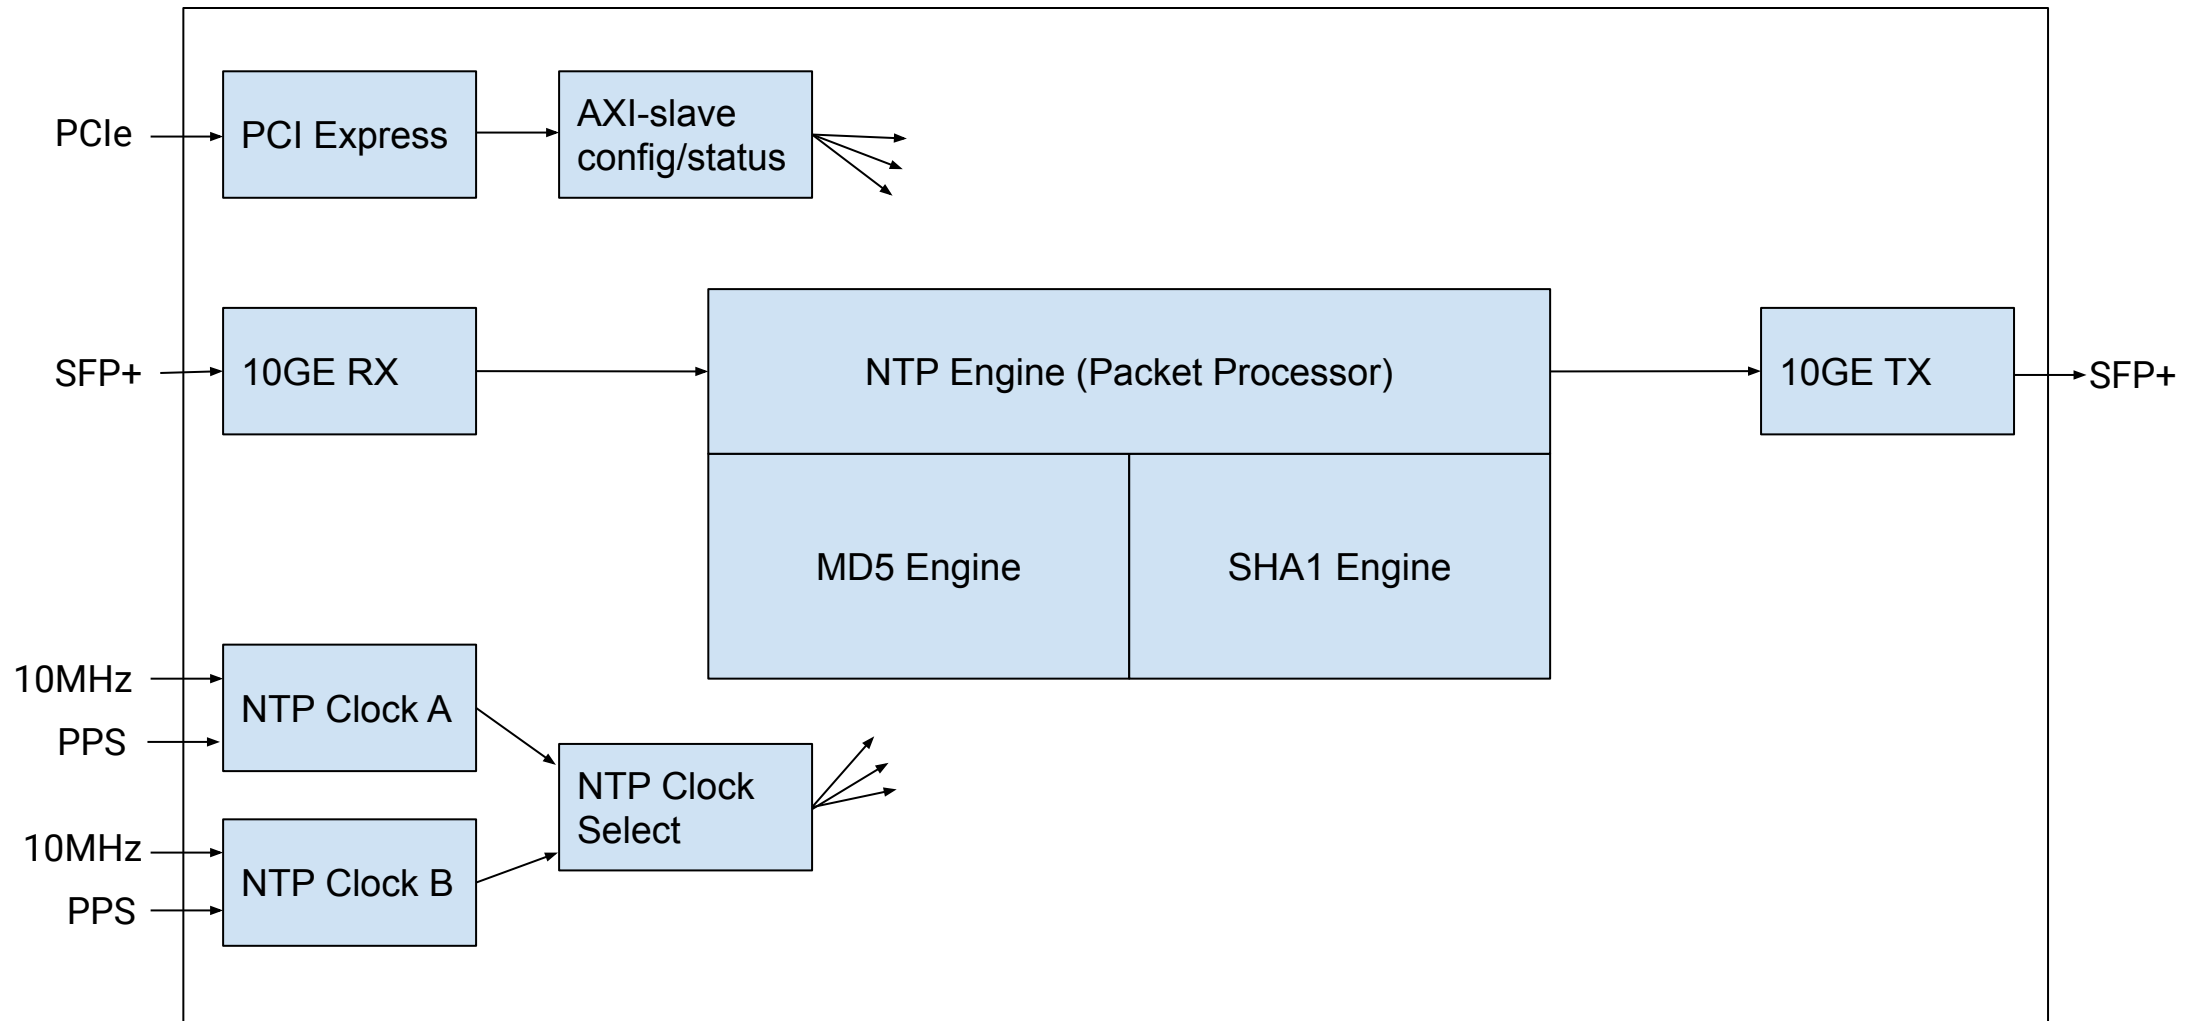 PCIe
PCI Express
AXI-slave
config/status
SFP+
10GE RX
NTP Engine (Packet Processor)
10GE TX
SFP+
MD5 Engine
SHA1 Engine
10MHz
PPS
NTP Clock A
NTP Clock
Select
10MHz
PPS
NTP Clock B